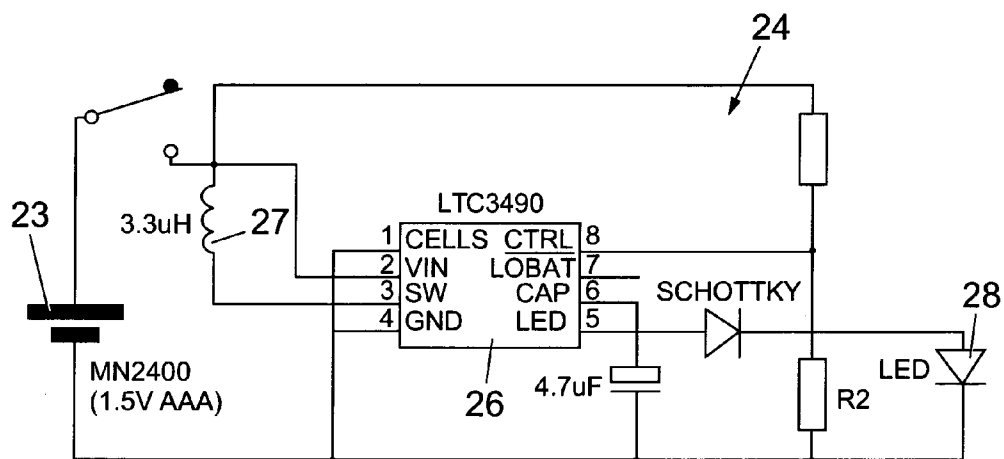 24
LTC3490
23
3.3uH
27
1 CELLS CTRL 8
2 VIN LOBAT 7
3 SW CAP 6
4 GND LED 5
SCHOTTKY
28
MN2400
(1.5V AAA)
26
4.7uF
R2
LED